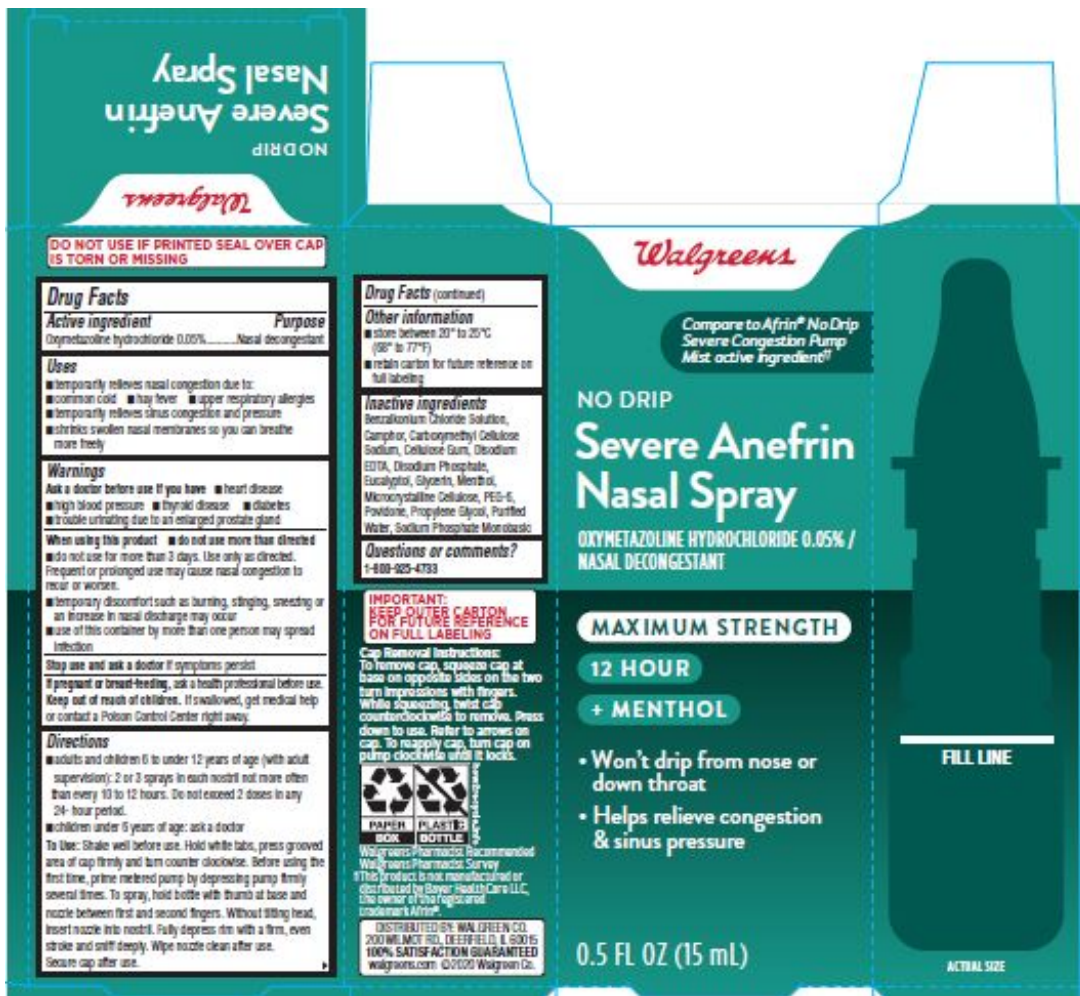 NO DRIP
Severe Anefrin
Nasal Spray
Walgreens
DO NOT USE IF PRINTED SEAL OVER CAP
IS TORN OR MISSING
Drug Facts
Active ingredient Purpose
Oxymetazoline hydrochloride 0.05%............Nasal decongestant
Uses
■ temporarily relieves nasal congestion due to:
■ common cold ■ hay fever ■ upper respiratory allergies
■ temporarily relieves sinus congestion and pressure
■ shrinks swollen nasal membranes so you can breathe
more freely
Warnings
Ask a doctor before use if you have ■ heart disease
■ high blood pressure ■ thyroid disease ■ diabetes
■ trouble urinating due to an enlarged prostate gland
When using this product ■ do not use more than directed
■ do not use for more than 3 days. Use only as directed.
Frequent or prolonged use may cause nasal congestion to
recur or worsen.
■ temporary discomfort such as burning, stinging, sneezing or
an increase in nasal discharge may occur
■ use of this container by more than one person may spread
infection
Stop use and ask a doctor if symptoms persist
If pregnant or breast-feeding, ask a health professional before use.
Keep out of reach of children. If swallowed, get medical help
or contact a Poison Control Center right away.
Directions
■ adults and children 6 to under 12 years of age (with adult
supervision): 2 or 3 sprays in each nostril not more often
than every 10 to 12 hours. Do not exceed 2 doses in any
24- hour period.
■ children under 6 years of age: ask a doctor
To Use: Shake well before use. Hold white tabs, press grooved
area of cap firmly and turn counter clockwise. Before using the
first time, prime metered pump by depressing pump firmly
several times. To spray, hold bottle with thumb at base and
nozzle between first and second fingers. Without tilting head,
insert nozzle into nostril. Fully depress rim with a firm, even
stroke and sniff deeply. Wipe nozzle clean after use.
Secure cap after use.
Drug Facts (continued)
Other information
■ store between 20° to 25°C
(68° to 77°F)
■ retain carton for future reference on
full labeling
Inactive ingredients
Benzalkonium Chloride Solution,
Camphor, Carboxymethyl Cellulose
Sodium, Cellulose Gum, Disodium
EDTA, Disodium Phosphate,
Eucalyptol, Glycerin, Menthol,
Microcrystalline Cellulose, PEG-6,
Povidone, Propylene Glycol, Purified
Water, Sodium Phosphate Monobasic
Questions or comments?
1-800-925-4733
IMPORTANT:
KEEP OUTER CARTON
FOR FUTURE REFERENCE
ON FULL LABELING
Cap Removal Instructions:
To remove cap, squeeze cap at
base on opposite sides on the two
turn impressions with fingers.
While squeezing, twist cap
counterclockwise to remove. Press
down to use. Refer to arrows on
cap. To reapply cap, turn cap on
pump clockwise until it locks.
PAPER
BOX
PLASTIC
BOTTLE
Walgreens Pharmacist Recommended
Walgreens Pharmacist Survey
††This product is not manufactured or
distributed by Bayer HealthCare LLC,
the owner of the registered
trademark Afrin®.
DISTRIBUTED BY: WALGREEN CO.
200 WILMOT RD., DEERFIELD, IL 60015
100% SATISFACTION GUARANTEED
walgreens.com ©2020 Walgreen Co.
Walgreens
Compare to Afrin® No Drip
Severe Congestion Pump
Mist active ingredient††
NO DRIP
Severe Anefrin
Nasal Spray
OXYMETAZOLINE HYDROCHLORIDE 0.05% /
NASAL DECONGESTANT
MAXIMUM STRENGTH
12 HOUR
+ MENTHOL
• Won't drip from nose or
down throat
• Helps relieve congestion
& sinus pressure
0.5 FL OZ (15 mL)
FILL LINE
ACTUAL SIZE